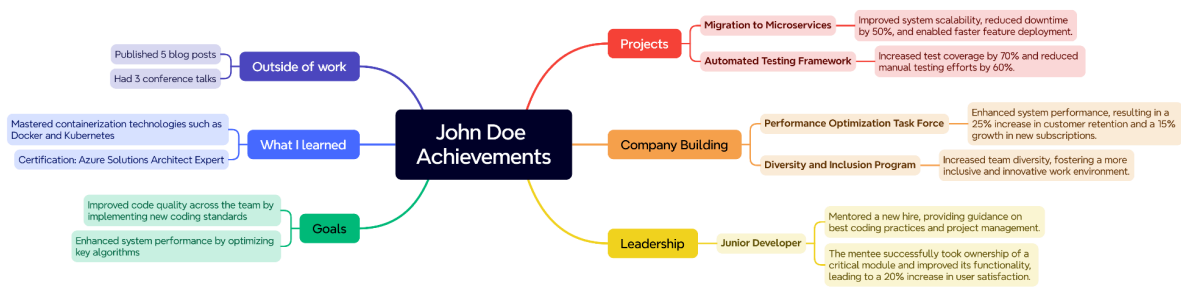 John Doe
Achievements
Outside of work
Published 5 blog posts
Had 3 conference talks
What I learned
Mastered containerization technologies such as
Docker and Kubernetes
Certification: Azure Solutions Architect Expert
Goals
Improved code quality across the team by
implementing new coding standards
Enhanced system performance by optimizing
key algorithms
Projects
Migration to Microservices
Improved system scalability, reduced downtime
by 50%, and enabled faster feature deployment.
Automated Testing Framework
Increased test coverage by 70% and reduced
manual testing efforts by 60%.
Company Building
Performance Optimization Task Force
Enhanced system performance, resulting in a
25% increase in customer retention and a 15%
growth in new subscriptions.
Diversity and Inclusion Program
Increased team diversity, fostering a more
inclusive and innovative work environment.
Leadership
Junior Developer
Mentored a new hire, providing guidance on
best coding practices and project management.
The mentee successfully took ownership of a
critical module and improved its functionality,
leading to a 20% increase in user satisfaction.